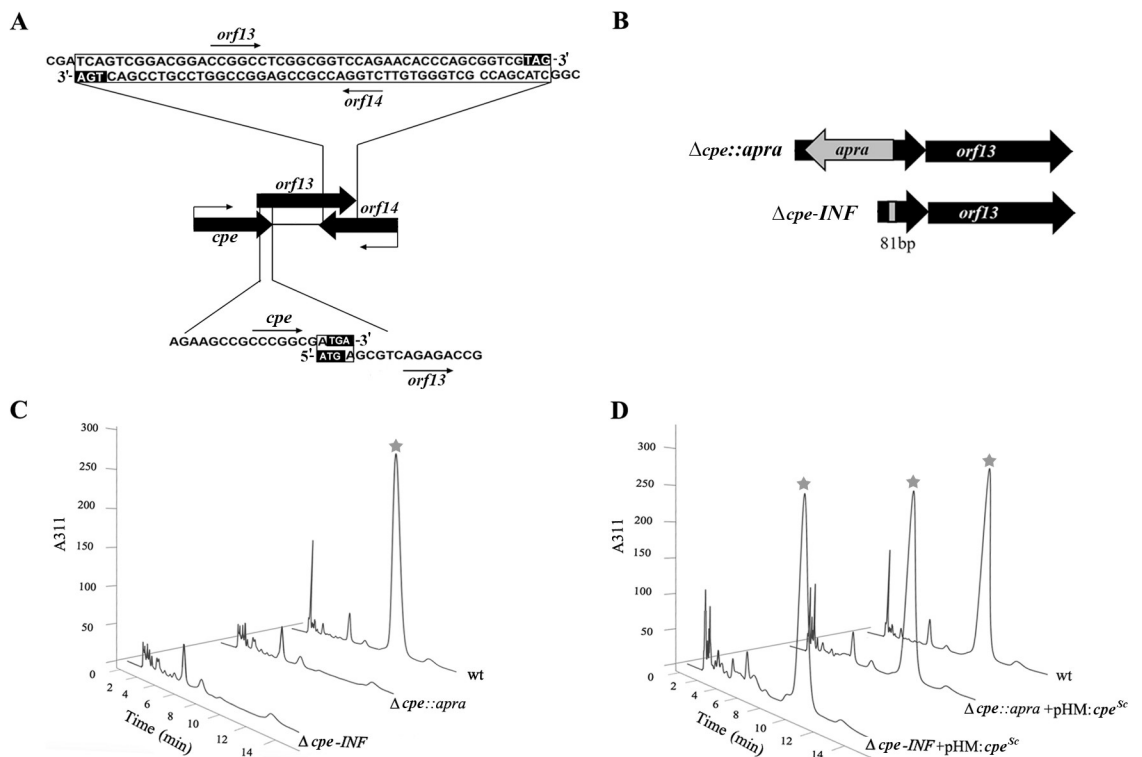 A
orf13
CGATCAGTCGGACGGACCGGCCTCGGCGGTCCAGAACACCCAGCGGTCGTAG-3'
3'-AGTCAGCCTGCCTGGCCGGAGCCGCCAGGTCTTGTGGGTCG CCAGCATCGGC
orf14
orf13
orf14
cpe
cpe
AGAAGCCGCCCGGCGATGA-3'
5'-ATGAGCGTCAGAGACCG
orf13
B
Δcpe::apra
apra
orf13
Δcpe-INF
orf13
81bp
C
300
250
200
150
100
50
0
A311
2
4
6
8
10
12
14
Time (min)
wt
Δcpe::apra
Δcpe-INF
D
300
250
200
150
100
50
0
A311
2
4
6
8
10
12
14
Time (min)
wt
Δcpe::apra+pHM:cpe^Sc
Δcpe-INF+pHM:cpe^Sc